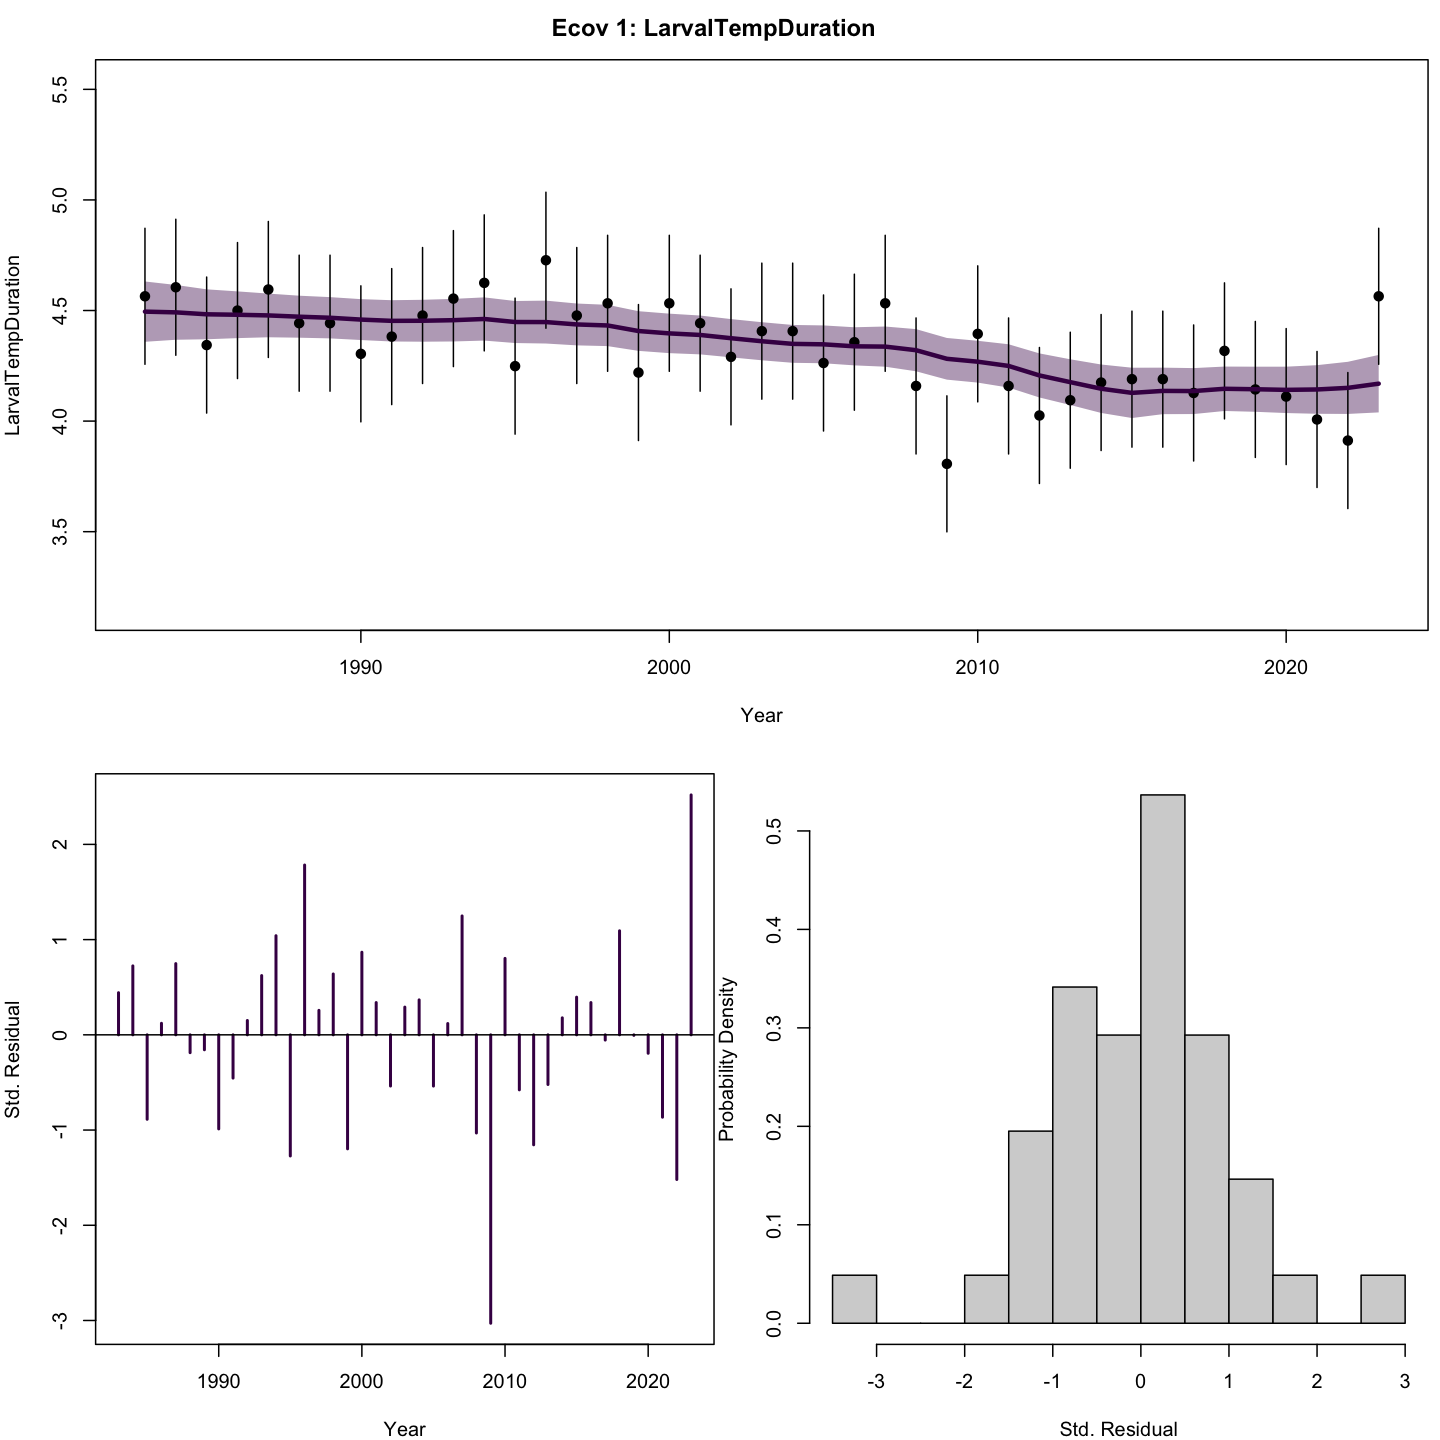 Ecov 1: LarvalTempDuration
LarvalTempDuration
5.5
5.0
4.5
4.0
3.5
1990 2000 2010 2020
Year
Std. Residual
2
1
0
-1
-2
-3
1990 2000 2010 2020
Year
Probability Density
0.5
0.4
0.3
0.2
0.1
0.0
-3 -2 -1 0 1 2 3
Std. Residual